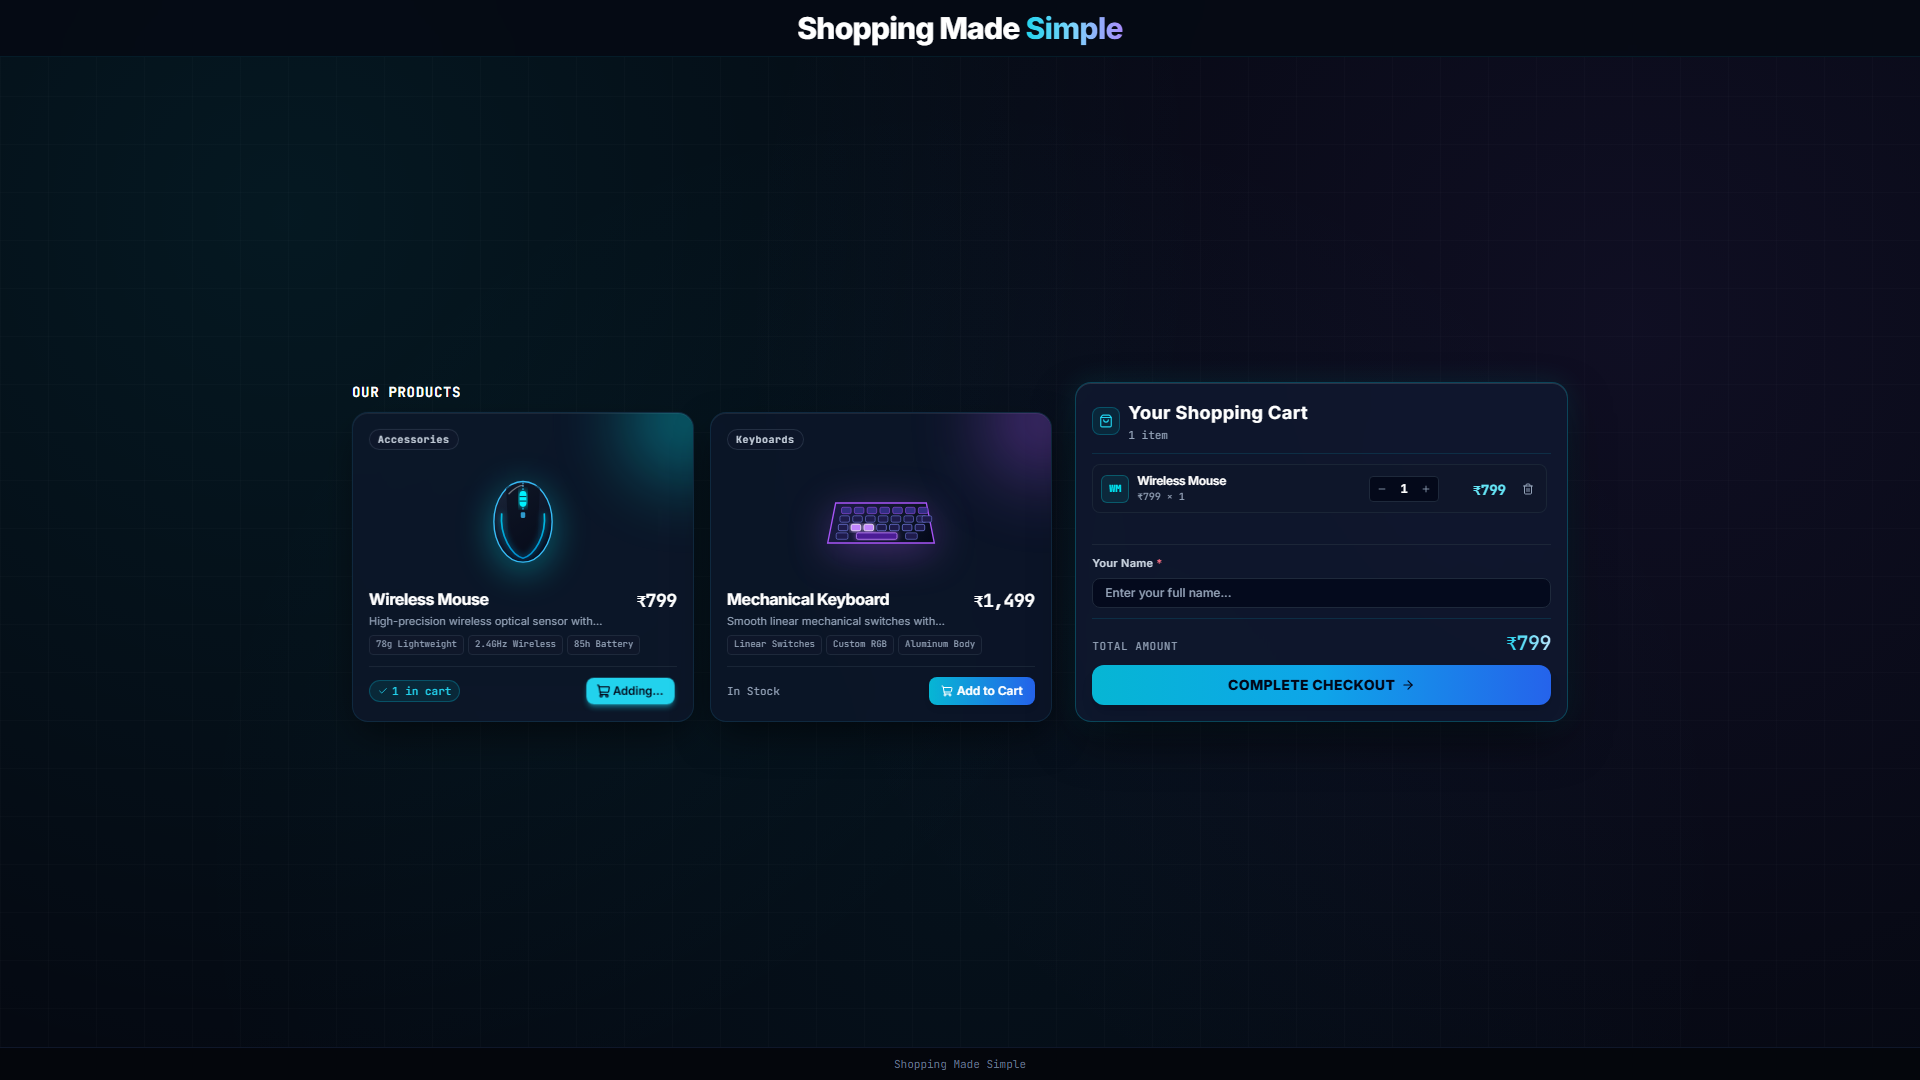 Shopping Made Simple
OUR PRODUCTS
Accessories
Wireless Mouse
₹799
High-precision wireless optical sensor with...
78g Lightweight
2.4GHz Wireless
85h Battery
1 in cart
Adding...
Keyboards
Mechanical Keyboard
₹1,499
Smooth linear mechanical switches with...
Linear Switches
Custom RGB
Aluminum Body
In Stock
Add to Cart
Your Shopping Cart
1 item
WM
Wireless Mouse
₹799 × 1
− 1 +
₹799
Your Name *
Enter your full name...
TOTAL AMOUNT
₹799
COMPLETE CHECKOUT →
Shopping Made Simple